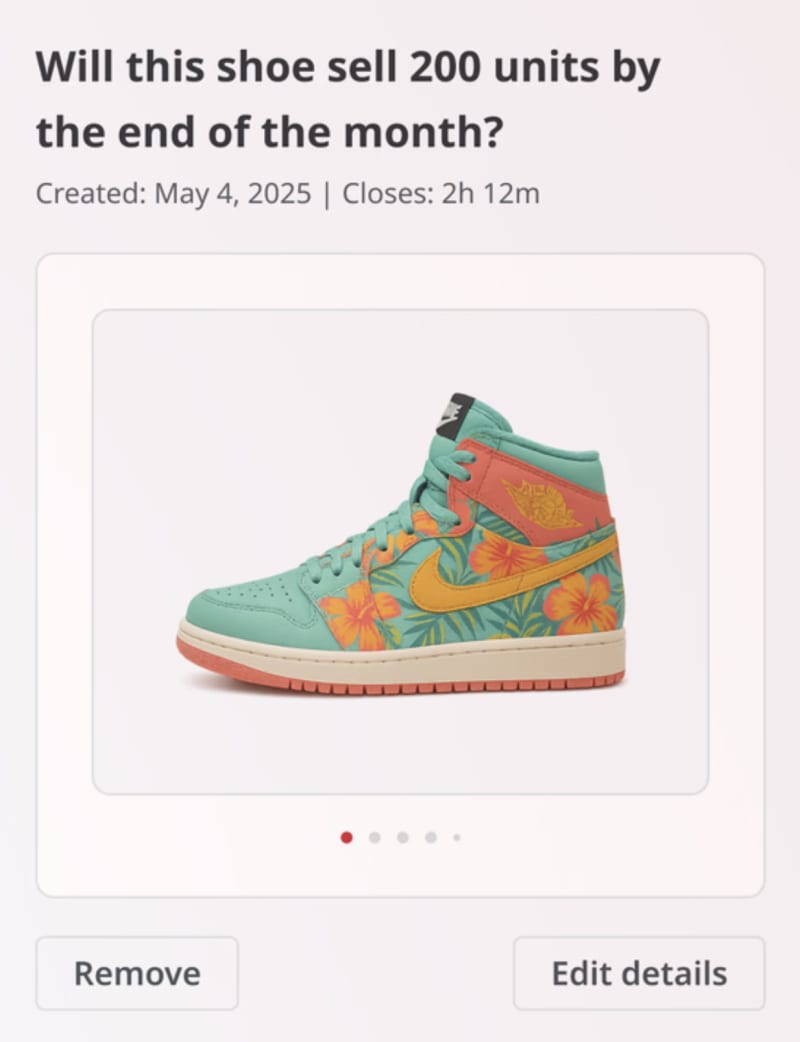 Will this shoe sell 200 units by
the end of the month?
Created: May 4, 2025 | Closes: 2h 12m
Remove
Edit details